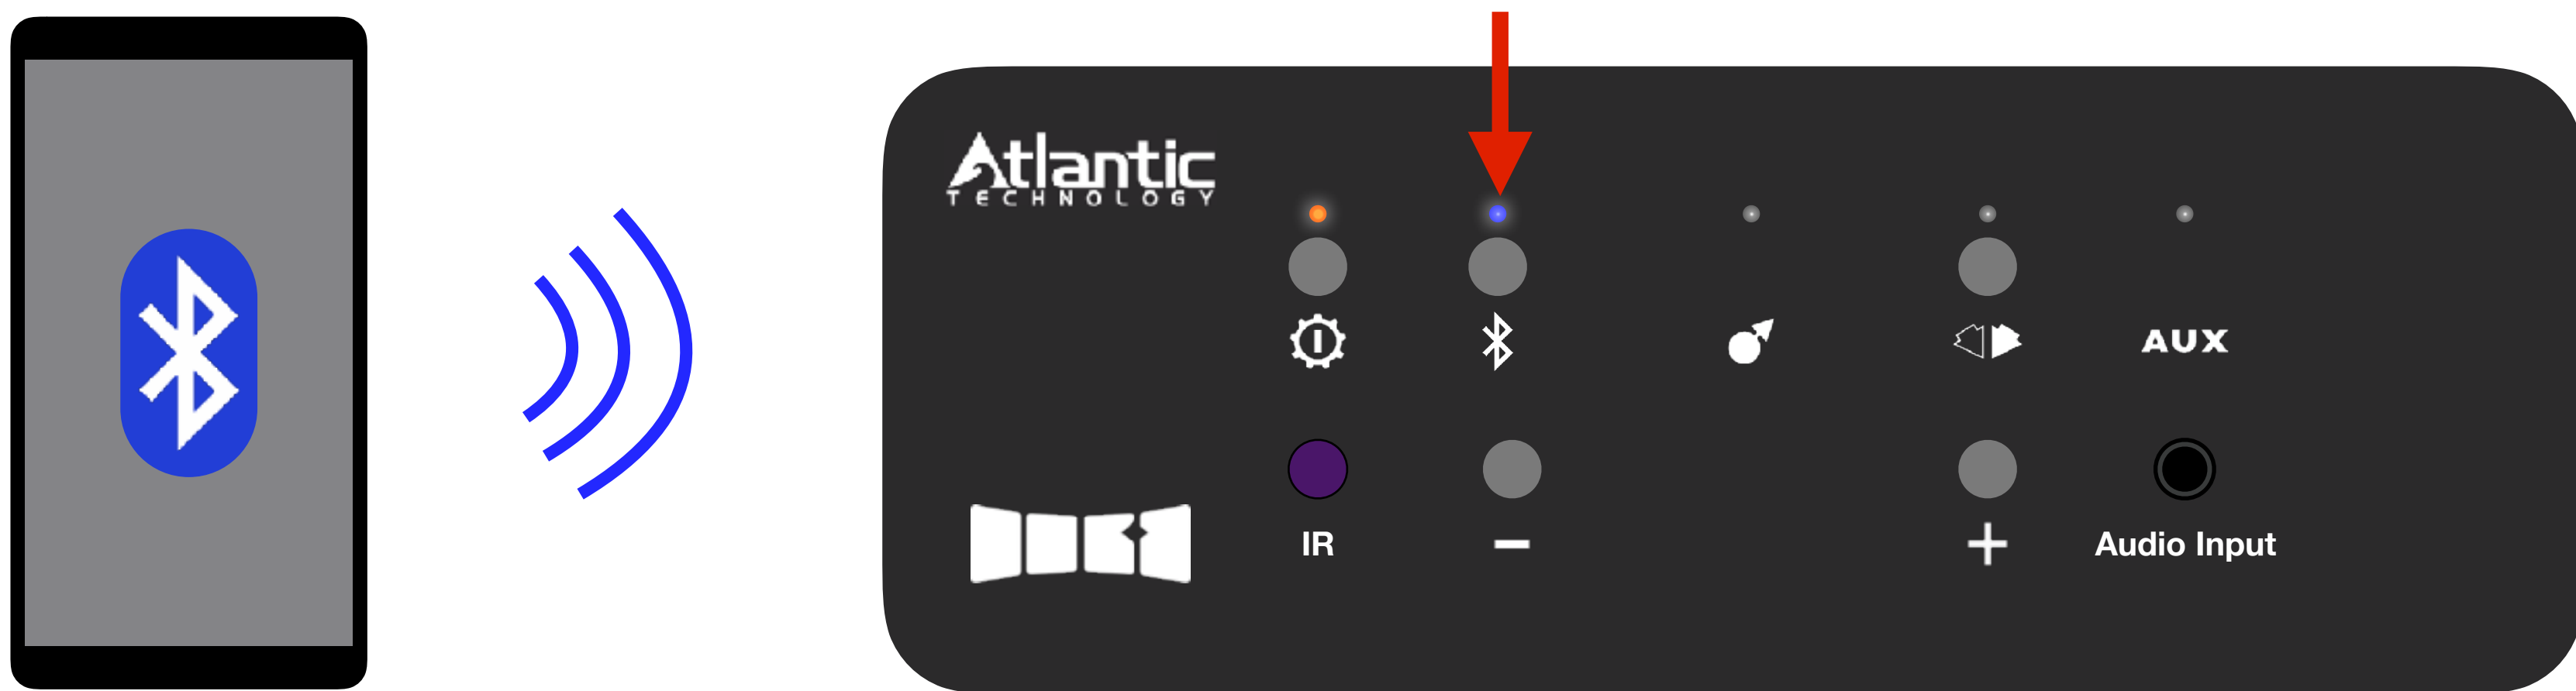 Atlantic
TECHNOLOGY
AUX
IR
Audio Input